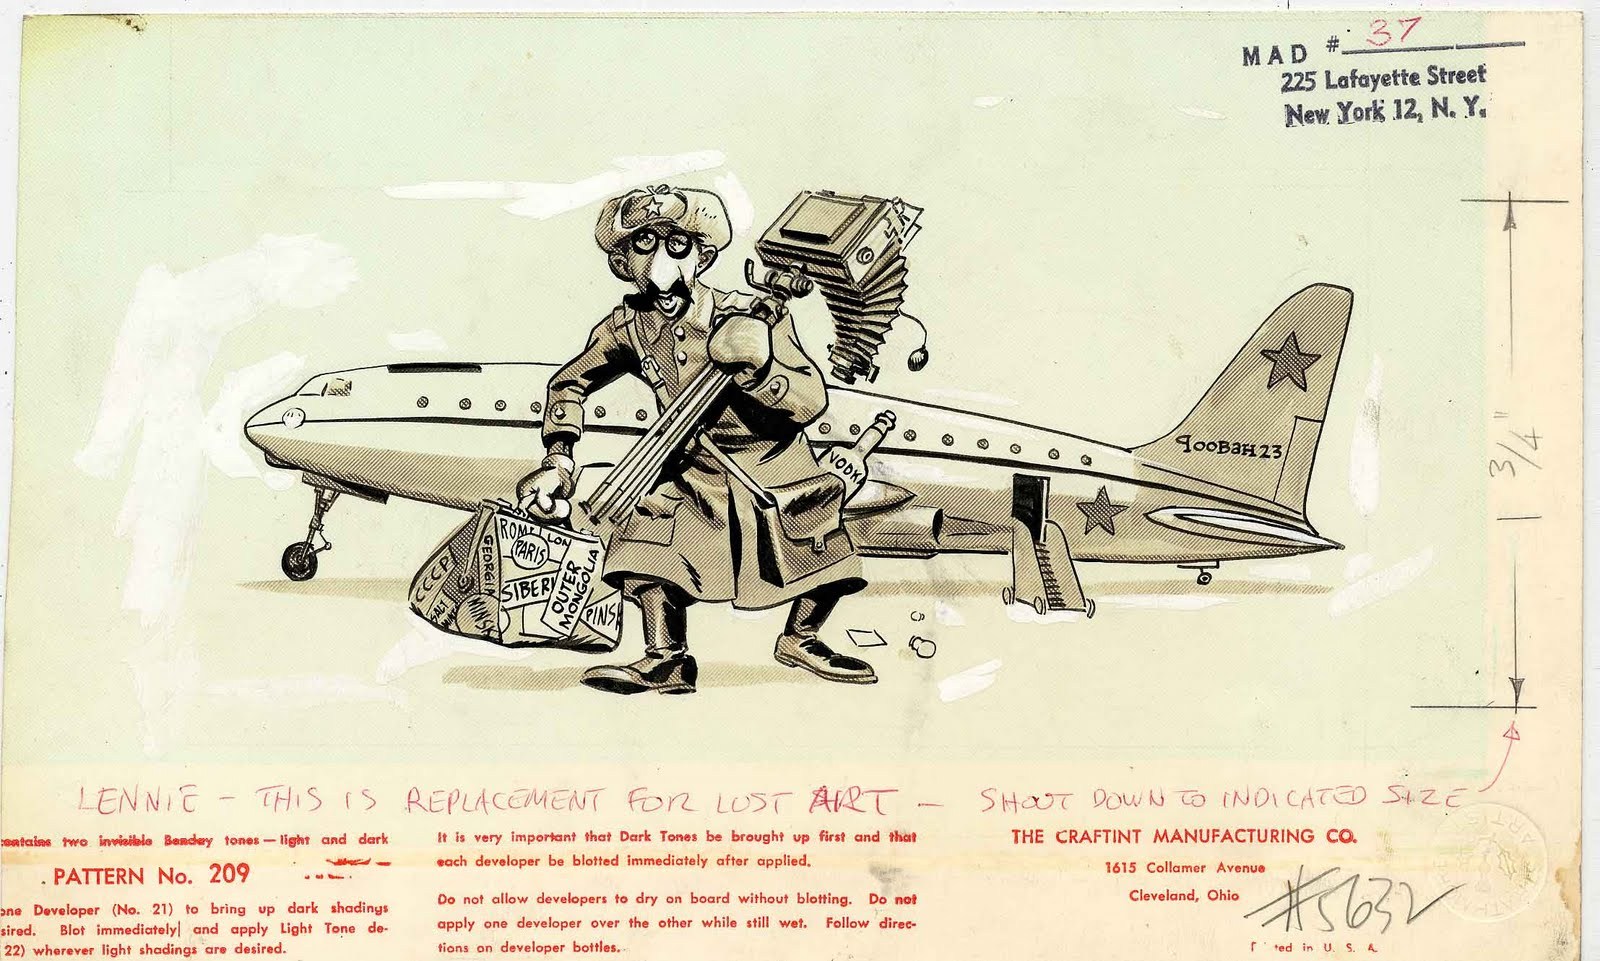 MAD # 37
225 Lafayette Street
New York 12, N. Y.
ꟼooBaH23
VODK
ROME
LON
PARIS
GEORGIA
SIBERI
OUTER
MONGOLIA
PINSK
CCCP
SALT
MINSK
3/4"
LENNIE - THIS IS REPLACEMENT FOR LOST ART - SHOOT DOWN TO INDICATED SIZE
contains two invisible Benday tones — light and dark
PATTERN No. 209
one Developer (No. 21) to bring up dark shadings
sired. Blot immediately and apply Light Tone de-
22) wherever light shadings are desired.
It is very important that Dark Tones be brought up first and that
each developer be blotted immediately after applied.
Do not allow developers to dry on board without blotting. Do not
apply one developer over the other while still wet. Follow direc-
tions on developer bottles.
THE CRAFTINT MANUFACTURING CO.
1615 Collamer Avenue
Cleveland, Ohio
#5632
ted in U. S. A.